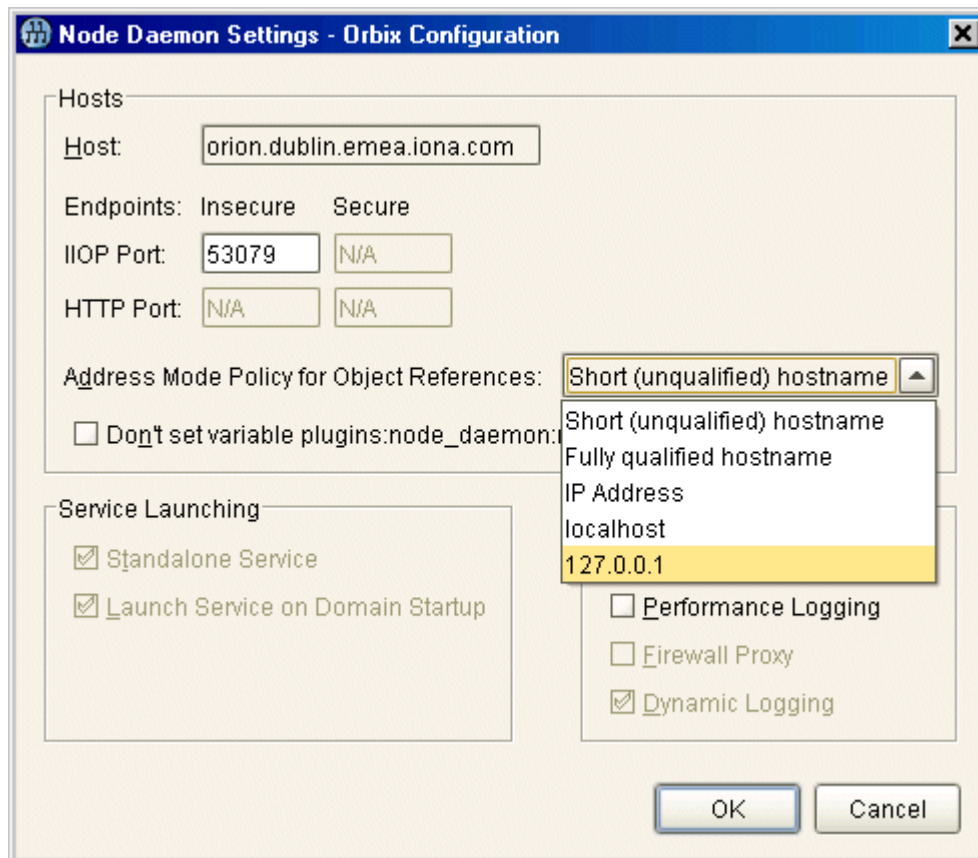 Node Daemon Settings - Orbix Configuration
Hosts
Host: orion.dublin.emea.iona.com
Endpoints: Insecure Secure
IIOP Port: 53079 N/A
HTTP Port: N/A N/A
Address Mode Policy for Object References: Short (unqualified) hostname
Short (unqualified) hostname
Fully qualified hostname
IP Address
localhost
127.0.0.1
Don't set variable plugins:node_daemon:
Service Launching
Standalone Service
Launch Service on Domain Startup
Performance Logging
Firewall Proxy
Dynamic Logging
OK Cancel